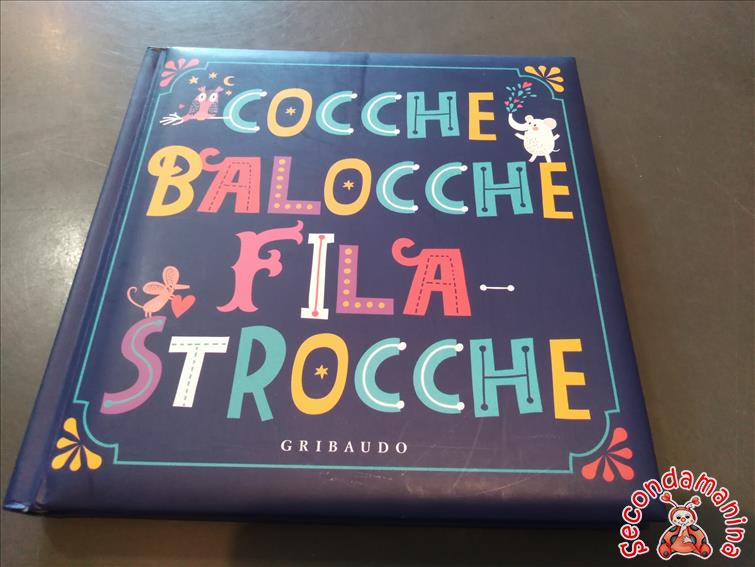 COCCHE
BALOCCHE
FILA-
STROCCHE
GRIBAUDO
Secondamanina